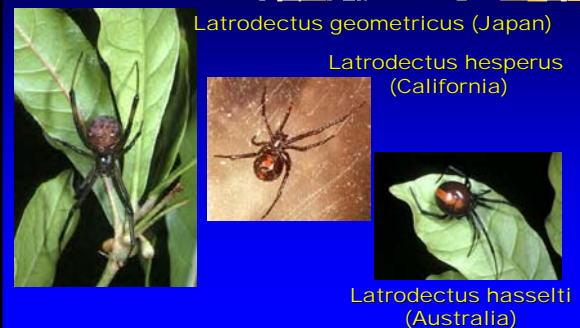 Latrodectus geometricus (Japan)
Latrodectus hesperus
(California)
Latrodectus hasselti
(Australia)